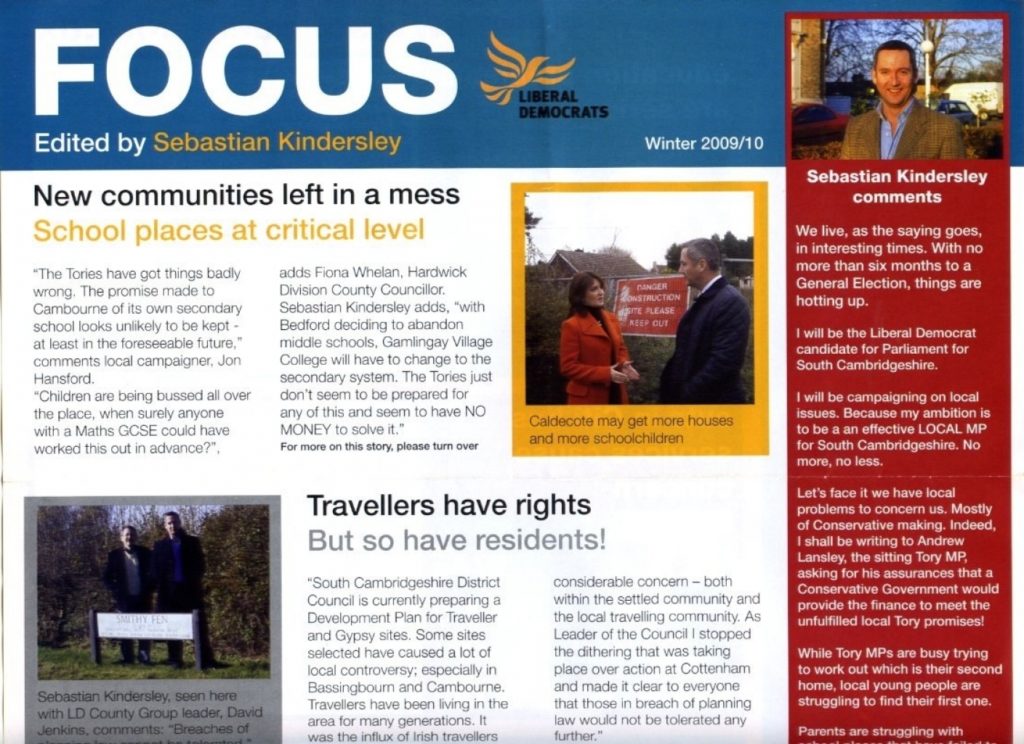 FOCUS
LIBERAL
DEMOCRATS
Edited by Sebastian Kindersley
Winter 2009/10
New communities left in a mess
School places at critical level
“The Tories have got things badly
wrong. The promise made to
Cambourne of its own secondary
school looks unlikely to be kept -
at least in the foreseeable future,”
comments local campaigner, Jon
Hansford.
“Children are being bussed all over
the place, when surely anyone
with a Maths GCSE could have
worked this out in advance?”,
adds Fiona Whelan, Hardwick
Division County Councillor.
Sebastian Kindersley adds, “with
Bedford deciding to abandon
middle schools, Gamlingay Village
College will have to change to the
secondary system. The Tories just
don’t seem to be prepared for
any of this and seem to have NO
MONEY to solve it.”
For more on this story, please turn over
DANGER
CONSTRUCTION
SITE PLEASE
KEEP OUT
Caldecote may get more houses
and more schoolchildren
SMITHY FEN
Sebastian Kindersley, seen here
with LD County Group leader, David
Jenkins, comments: “Breaches of
Travellers have rights
But so have residents!
“South Cambridgeshire District
Council is currently preparing a
Development Plan for Traveller
and Gypsy sites. Some sites
selected have caused a lot of
local controversy; especially in
Bassingbourn and Cambourne.
Travellers have been living in the
area for many generations. It
was the influx of Irish travellers
considerable concern – both
within the settled community and
the local travelling community. As
Leader of the Council I stopped
the dithering that was taking
place over action at Cottenham
and made it clear to everyone
that those in breach of planning
law would not be tolerated any
further.”
Sebastian Kindersley
comments
We live, as the saying goes,
in interesting times. With no
more than six months to a
General Election, things are
hotting up.
I will be the Liberal Democrat
candidate for Parliament for
South Cambridgeshire.
I will be campaigning on local
issues. Because my ambition is
to be a an effective LOCAL MP
for South Cambridgeshire. No
more, no less.
Let’s face it we have local
problems to concern us. Mostly
of Conservative making. Indeed,
I shall be writing to Andrew
Lansley, the sitting Tory MP,
asking for his assurances that a
Conservative Government would
provide the finance to meet the
unfulfilled local Tory promises!
While Tory MPs are busy trying
to work out which is their second
home, local young people are
struggling to find their first one.
Parents are struggling with